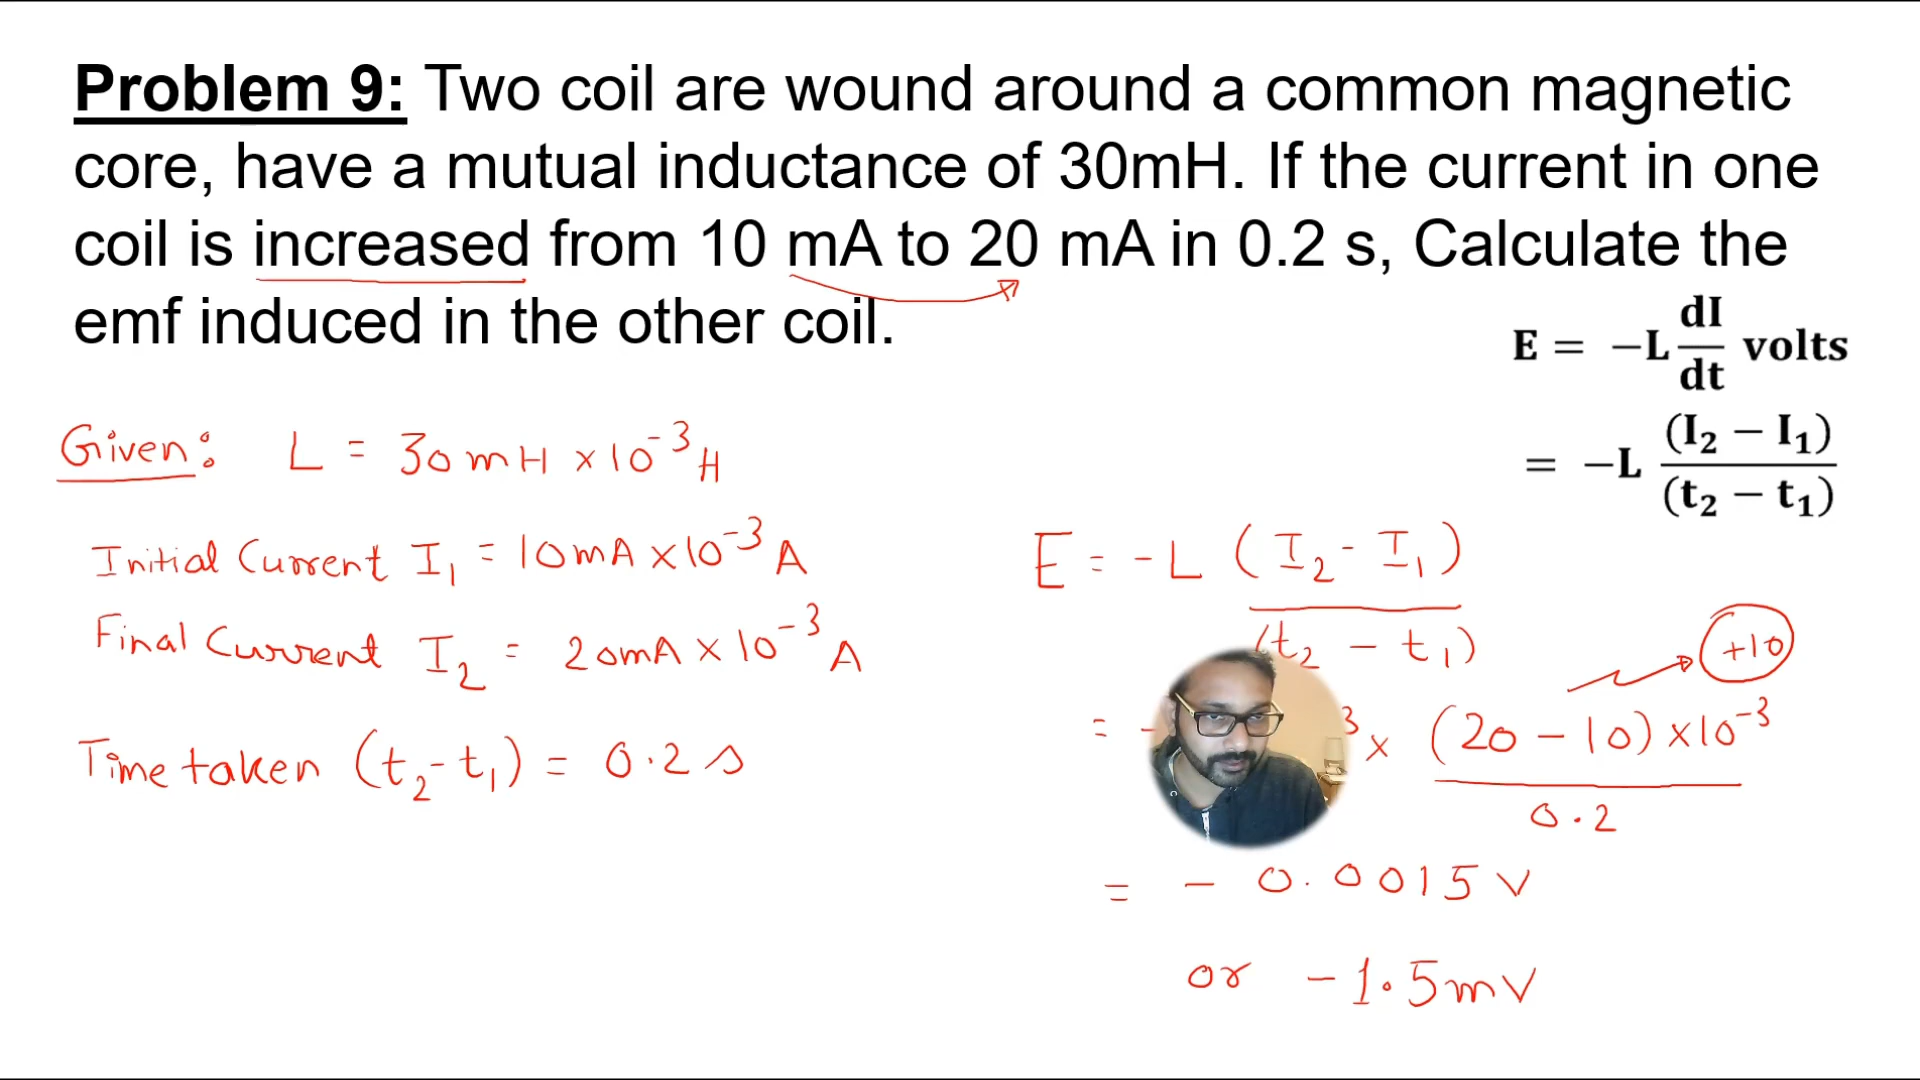 Problem 9: Two coil are wound around a common magnetic
core, have a mutual inductance of 30mH. If the current in one
coil is increased from 10 mA to 20 mA in 0.2 s, Calculate the
emf induced in the other coil.
E = −L dI/dt volts
= −L (I₂ − I₁)/(t₂ − t₁)
Given: L = 30mH ×10⁻³ H
Initial Current I₁ = 10mA ×10⁻³ A
Final Current I₂ = 20mA × 10⁻³ A
Time taken (t₂-t₁) = 0.2 s
E = -L (I₂ - I₁)
(t₂ - t₁)
+10
= - ³ × (20 - 10) ×10⁻³
0.2
= - 0.0015 V
or -1.5mV